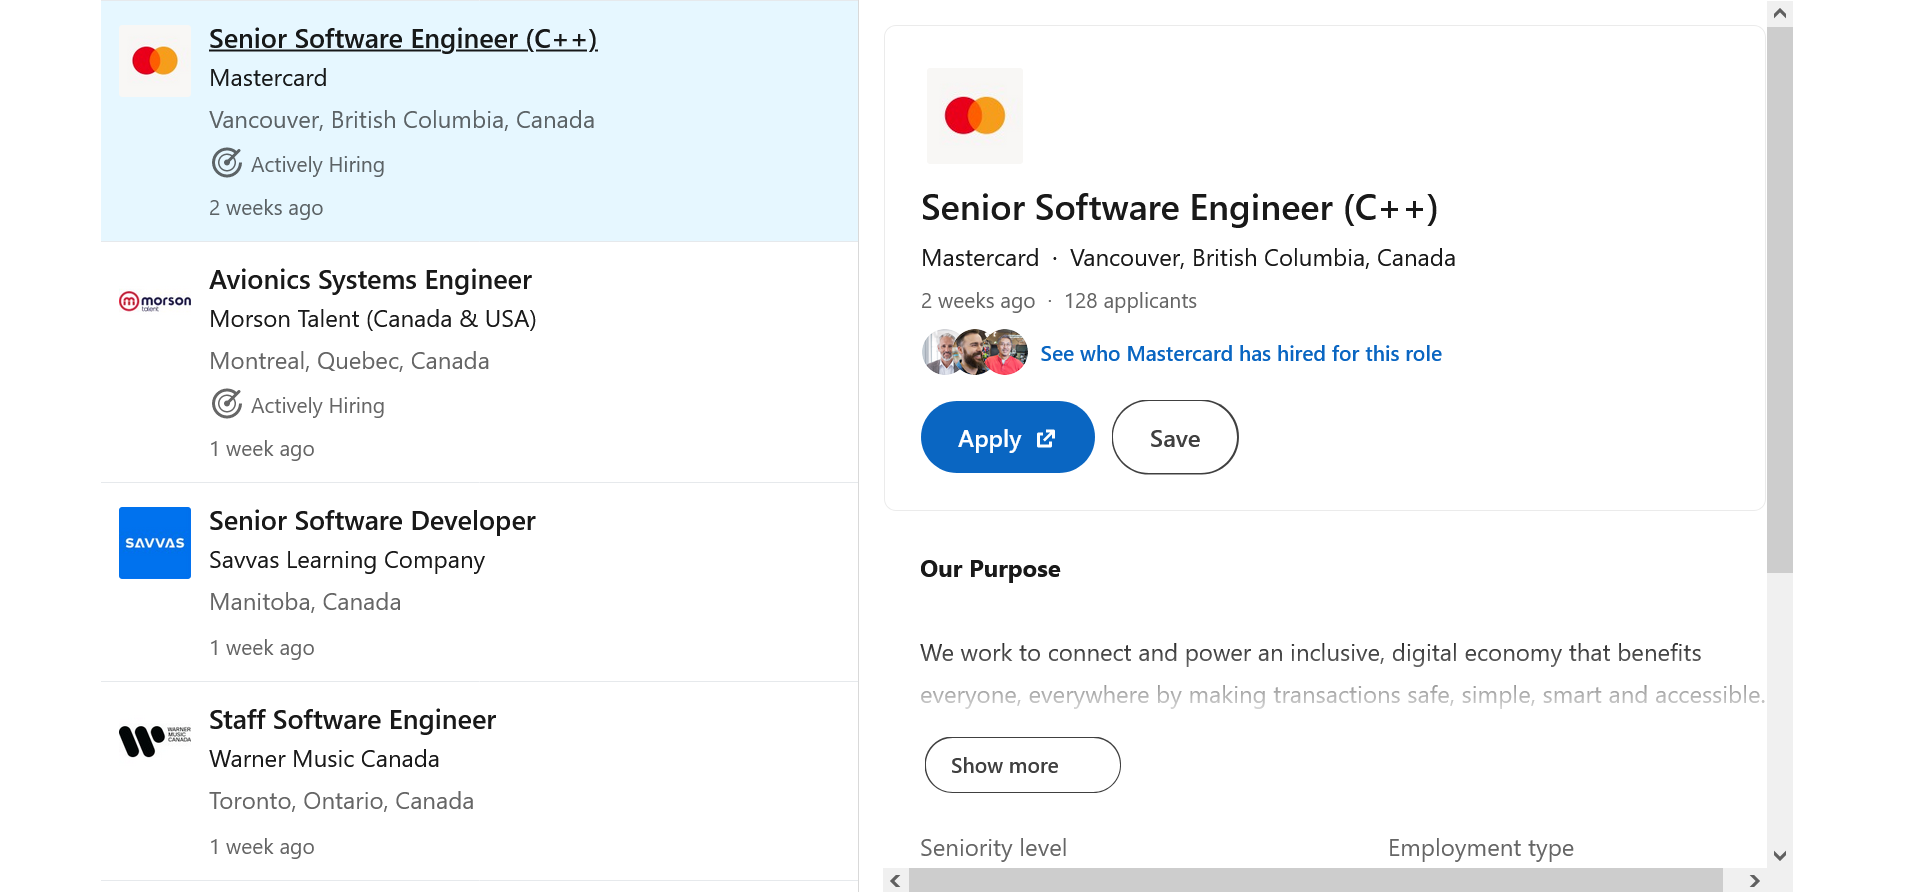 Senior Software Engineer (C++)
Mastercard
Vancouver, British Columbia, Canada
Actively Hiring
2 weeks ago
morson
talent
Avionics Systems Engineer
Morson Talent (Canada & USA)
Montreal, Quebec, Canada
Actively Hiring
1 week ago
SAVVAS
Senior Software Developer
Savvas Learning Company
Manitoba, Canada
1 week ago
WARNER
MUSIC
CANADA
Staff Software Engineer
Warner Music Canada
Toronto, Ontario, Canada
1 week ago
Senior Software Engineer (C++)
Mastercard · Vancouver, British Columbia, Canada
2 weeks ago · 128 applicants
See who Mastercard has hired for this role
Apply
Save
Our Purpose
We work to connect and power an inclusive, digital economy that benefits
everyone, everywhere by making transactions safe, simple, smart and accessible.
Show more
Seniority level
Employment type